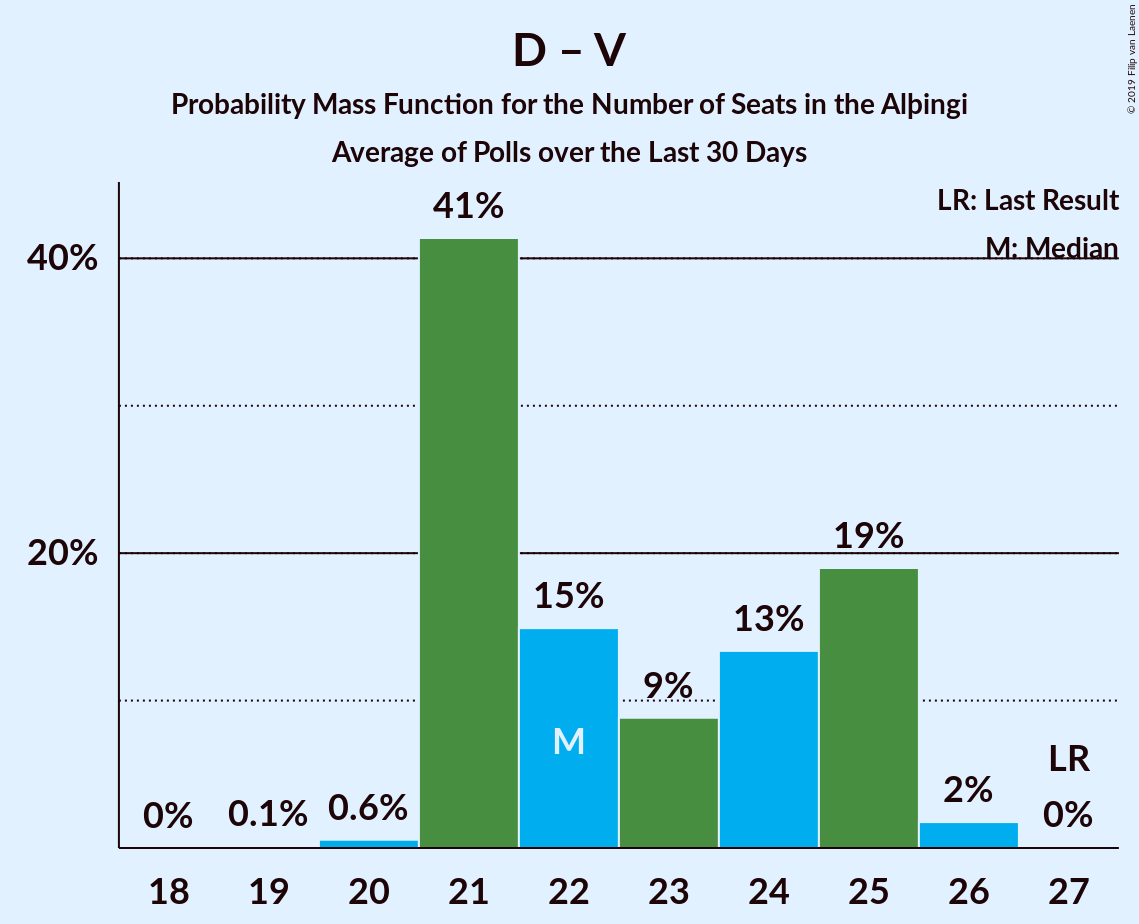 D – V
Probability Mass Function for the Number of Seats in the Alþingi
Average of Polls over the Last 30 Days
© 2019 Filip van Laenen
LR: Last Result
M: Median
40%
20%
0%
0.1%
0.6%
41%
15%
9%
13%
19%
2%
LR
0%
M
18 19 20 21 22 23 24 25 26 27